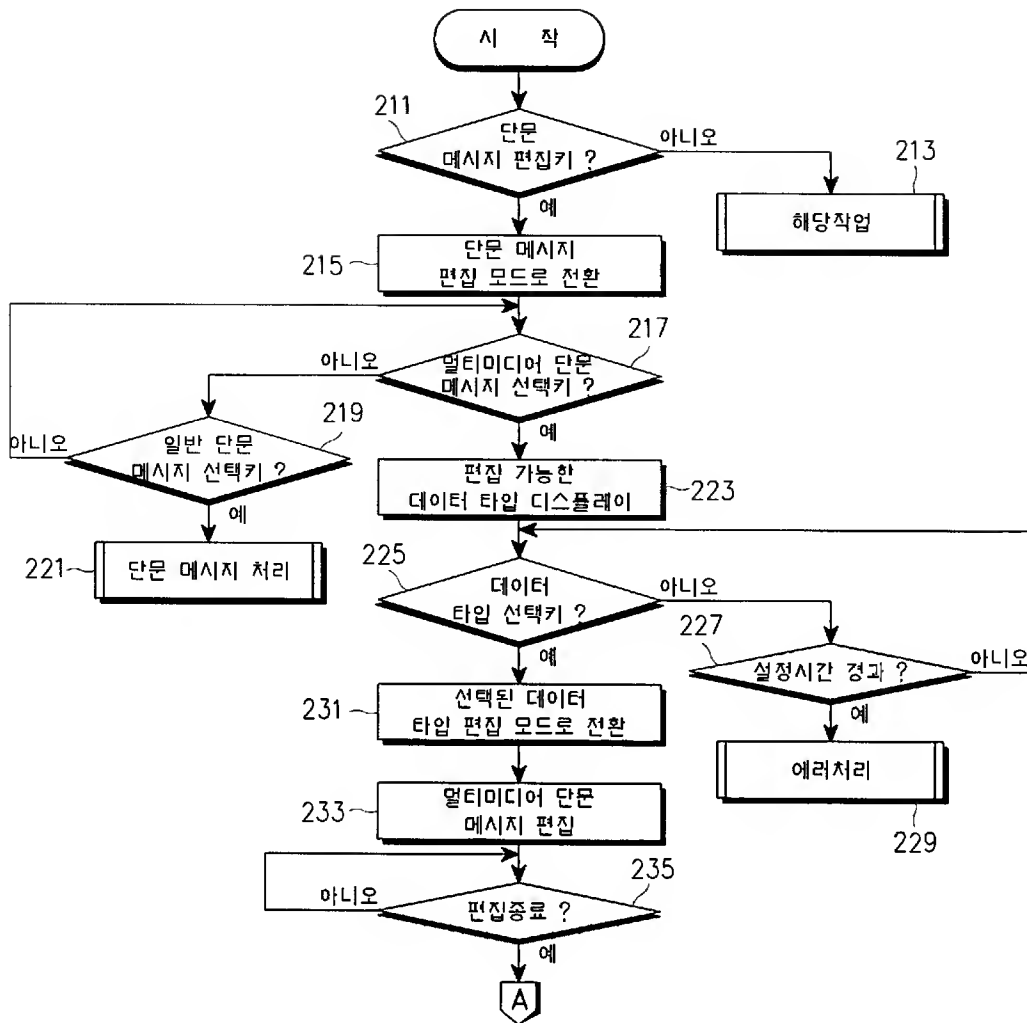 시 작
211
단문
메시지 편집키 ?
아니오
213
해당작업
예
215
단문 메시지
편집 모드로 전환
217
멀티미디어 단문
메시지 선택키 ?
아니오
예
219
일반 단문
메시지 선택키 ?
아니오
예
221
단문 메시지 처리
편집 가능한
데이터 타입 디스플레이
223
225
데이터
타입 선택키 ?
아니오
예
227
설정시간 경과 ?
아니오
예
에러처리
229
231
선택된 데이터
타입 편집 모드로 전환
233
멀티미디어 단문
메시지 편집
235
편집종료 ?
아니오
예
A